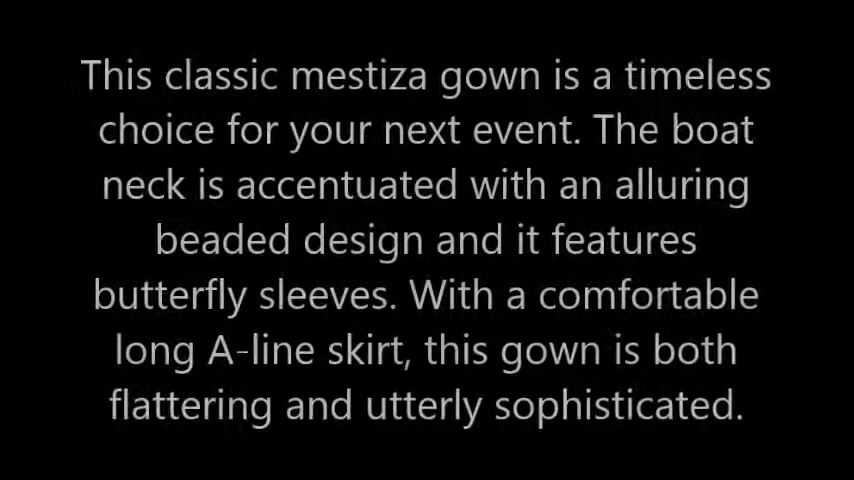 This classic mestiza gown is a timeless
choice for your next event. The boat
neck is accentuated with an alluring
beaded design and it features
butterfly sleeves. With a comfortable
long A-line skirt, this gown is both
flattering and utterly sophisticated.